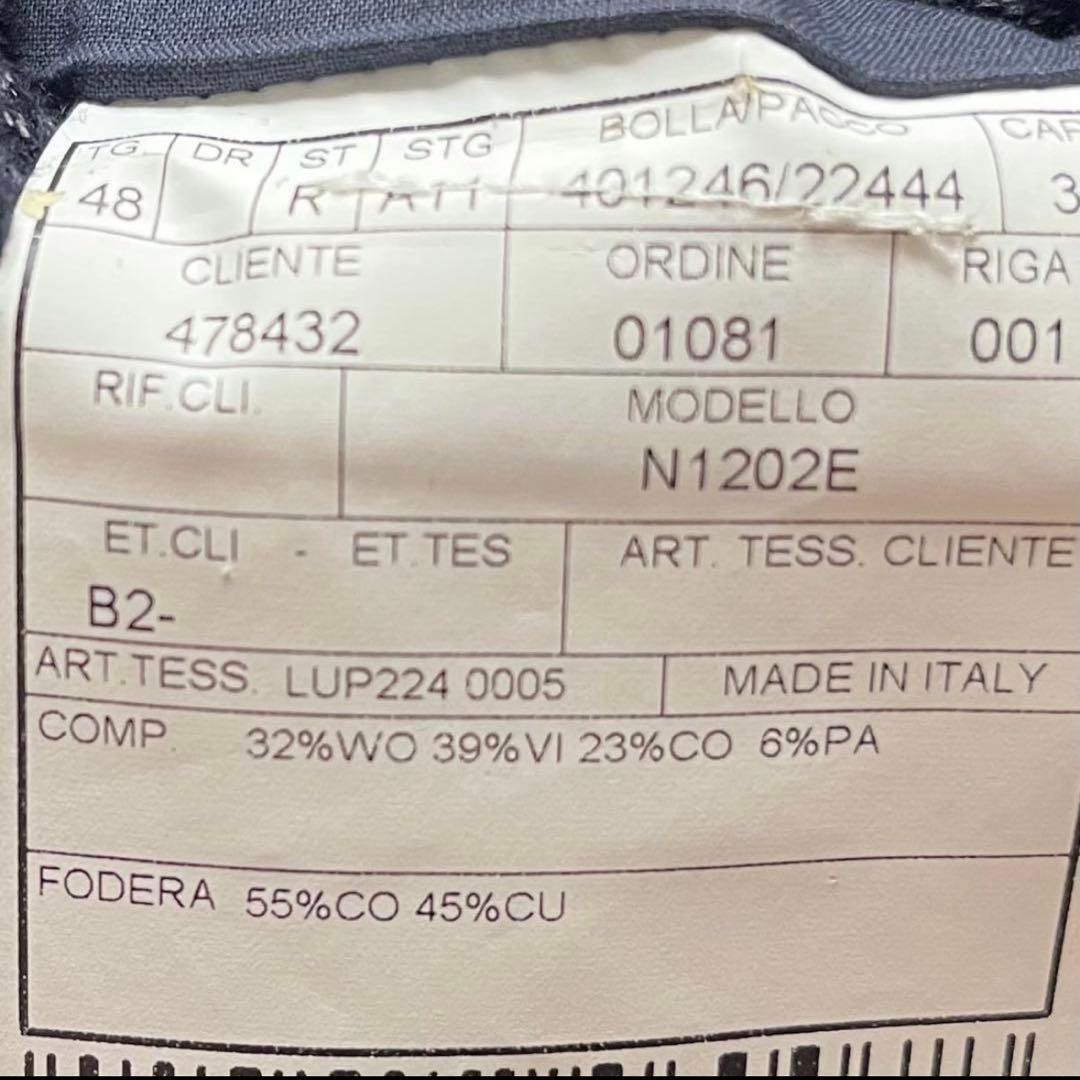 TG. DR ST STG BOLLA/PACCO
48 R 401246/22444 3
CLIENTE ORDINE RIGA
478432 01081 001
RIF.CLI. MODELLO
N1202E
ET.CLI - ET.TES ART. TESS. CLIENTE
B2-
ART.TESS. LUP224 0005 MADE IN ITALY
COMP 32%WO 39%VI 23%CO 6%PA
FODERA 55%CO 45%CU